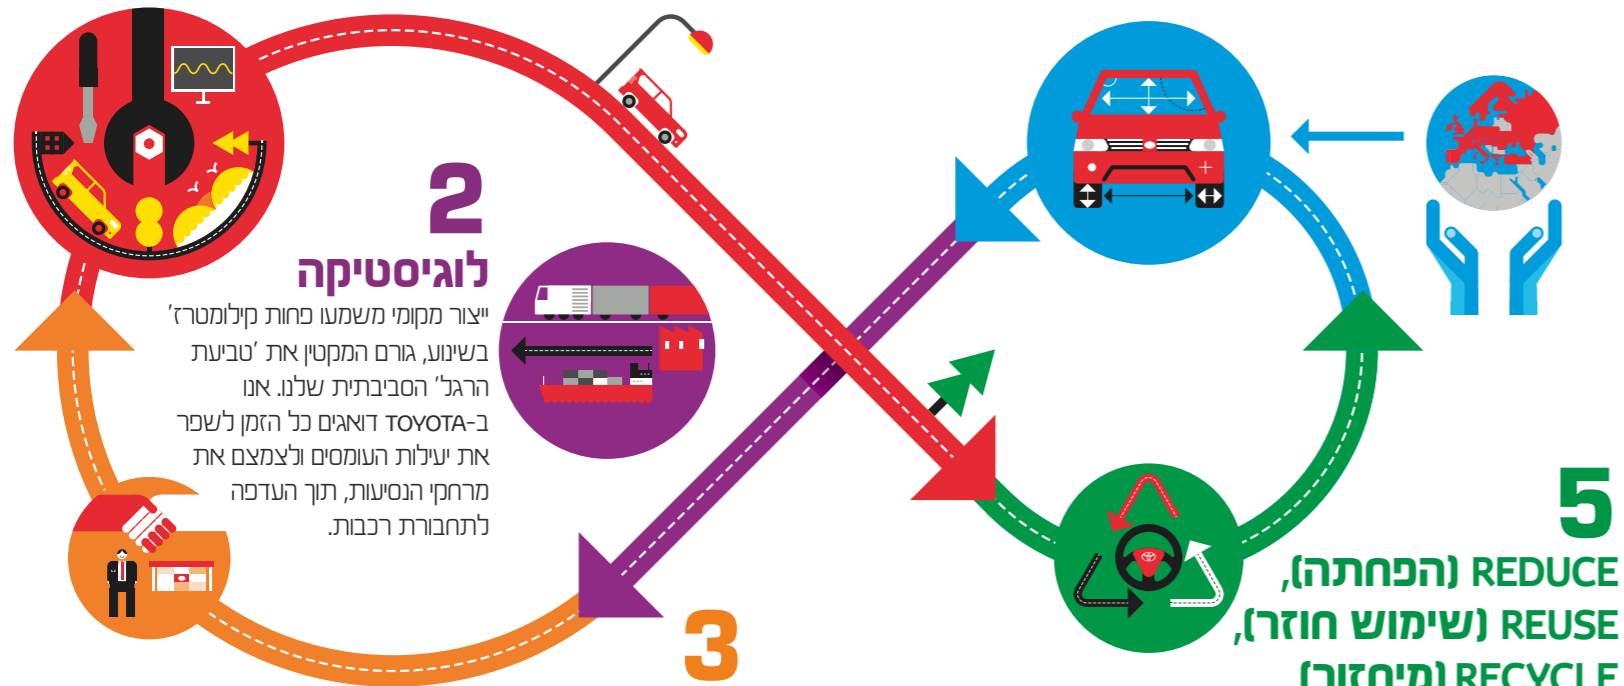 2
לוגיסטיקה
ייצור מקומי משמעו פחות קילומטרז'
בשינוע, גורם המקטין את 'טביעת
הרגל' הסביבתית שלנו. אנו
ב-TOYOTA דואגים כל הזמן לשפר
את יעילות העומסים ולצמצם את
מרחקי הנסיעות, תוך העדפה
לתחבורת רכבות.
3
5
REDUCE (הפחתה),
REUSE (שימוש חוזר),
RECYCLE (מיחזור)